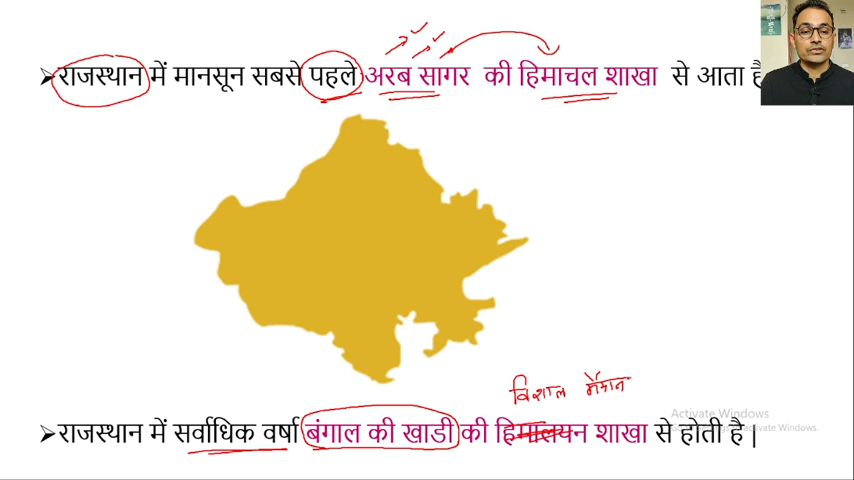 ➢राजस्थान में मानसून सबसे पहले अरब सागर की हिमाचल शाखा से आता है
विशाल मैदान
Activate Windows
➢राजस्थान में सर्वाधिक वर्षा बंगाल की खाडी की हिमालयन शाखा से होती है |